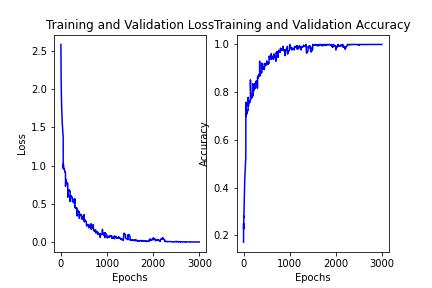 Training and Validation Loss
2.5
2.0
1.5
1.0
0.5
0.0
Loss
0 1000 2000 3000
Epochs
Training and Validation Accuracy
1.0
0.8
0.6
0.4
0.2
Accuracy
0 1000 2000 3000
Epochs